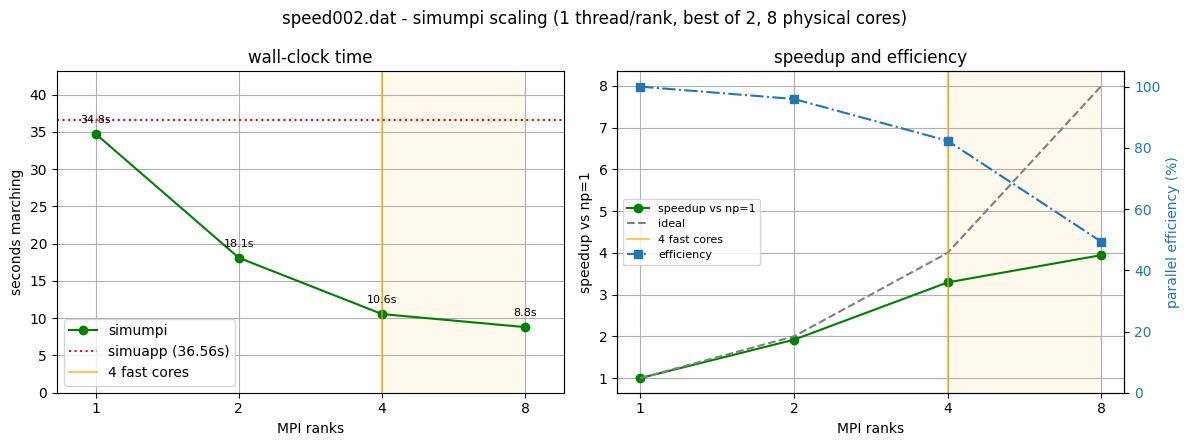 speed002.dat - simumpi scaling (1 thread/rank, best of 2, 8 physical cores)
wall-clock time
seconds marching
40
35
30
25
20
15
10
5
0
34.8s
18.1s
10.6s
8.8s
simumpi
simuapp (36.56s)
4 fast cores
1 2 4 8
MPI ranks
speedup and efficiency
speedup vs np=1
8
7
6
5
4
3
2
1
speedup vs np=1
ideal
4 fast cores
efficiency
100
80
60
40
20
0
parallel efficiency (%)
1 2 4 8
MPI ranks